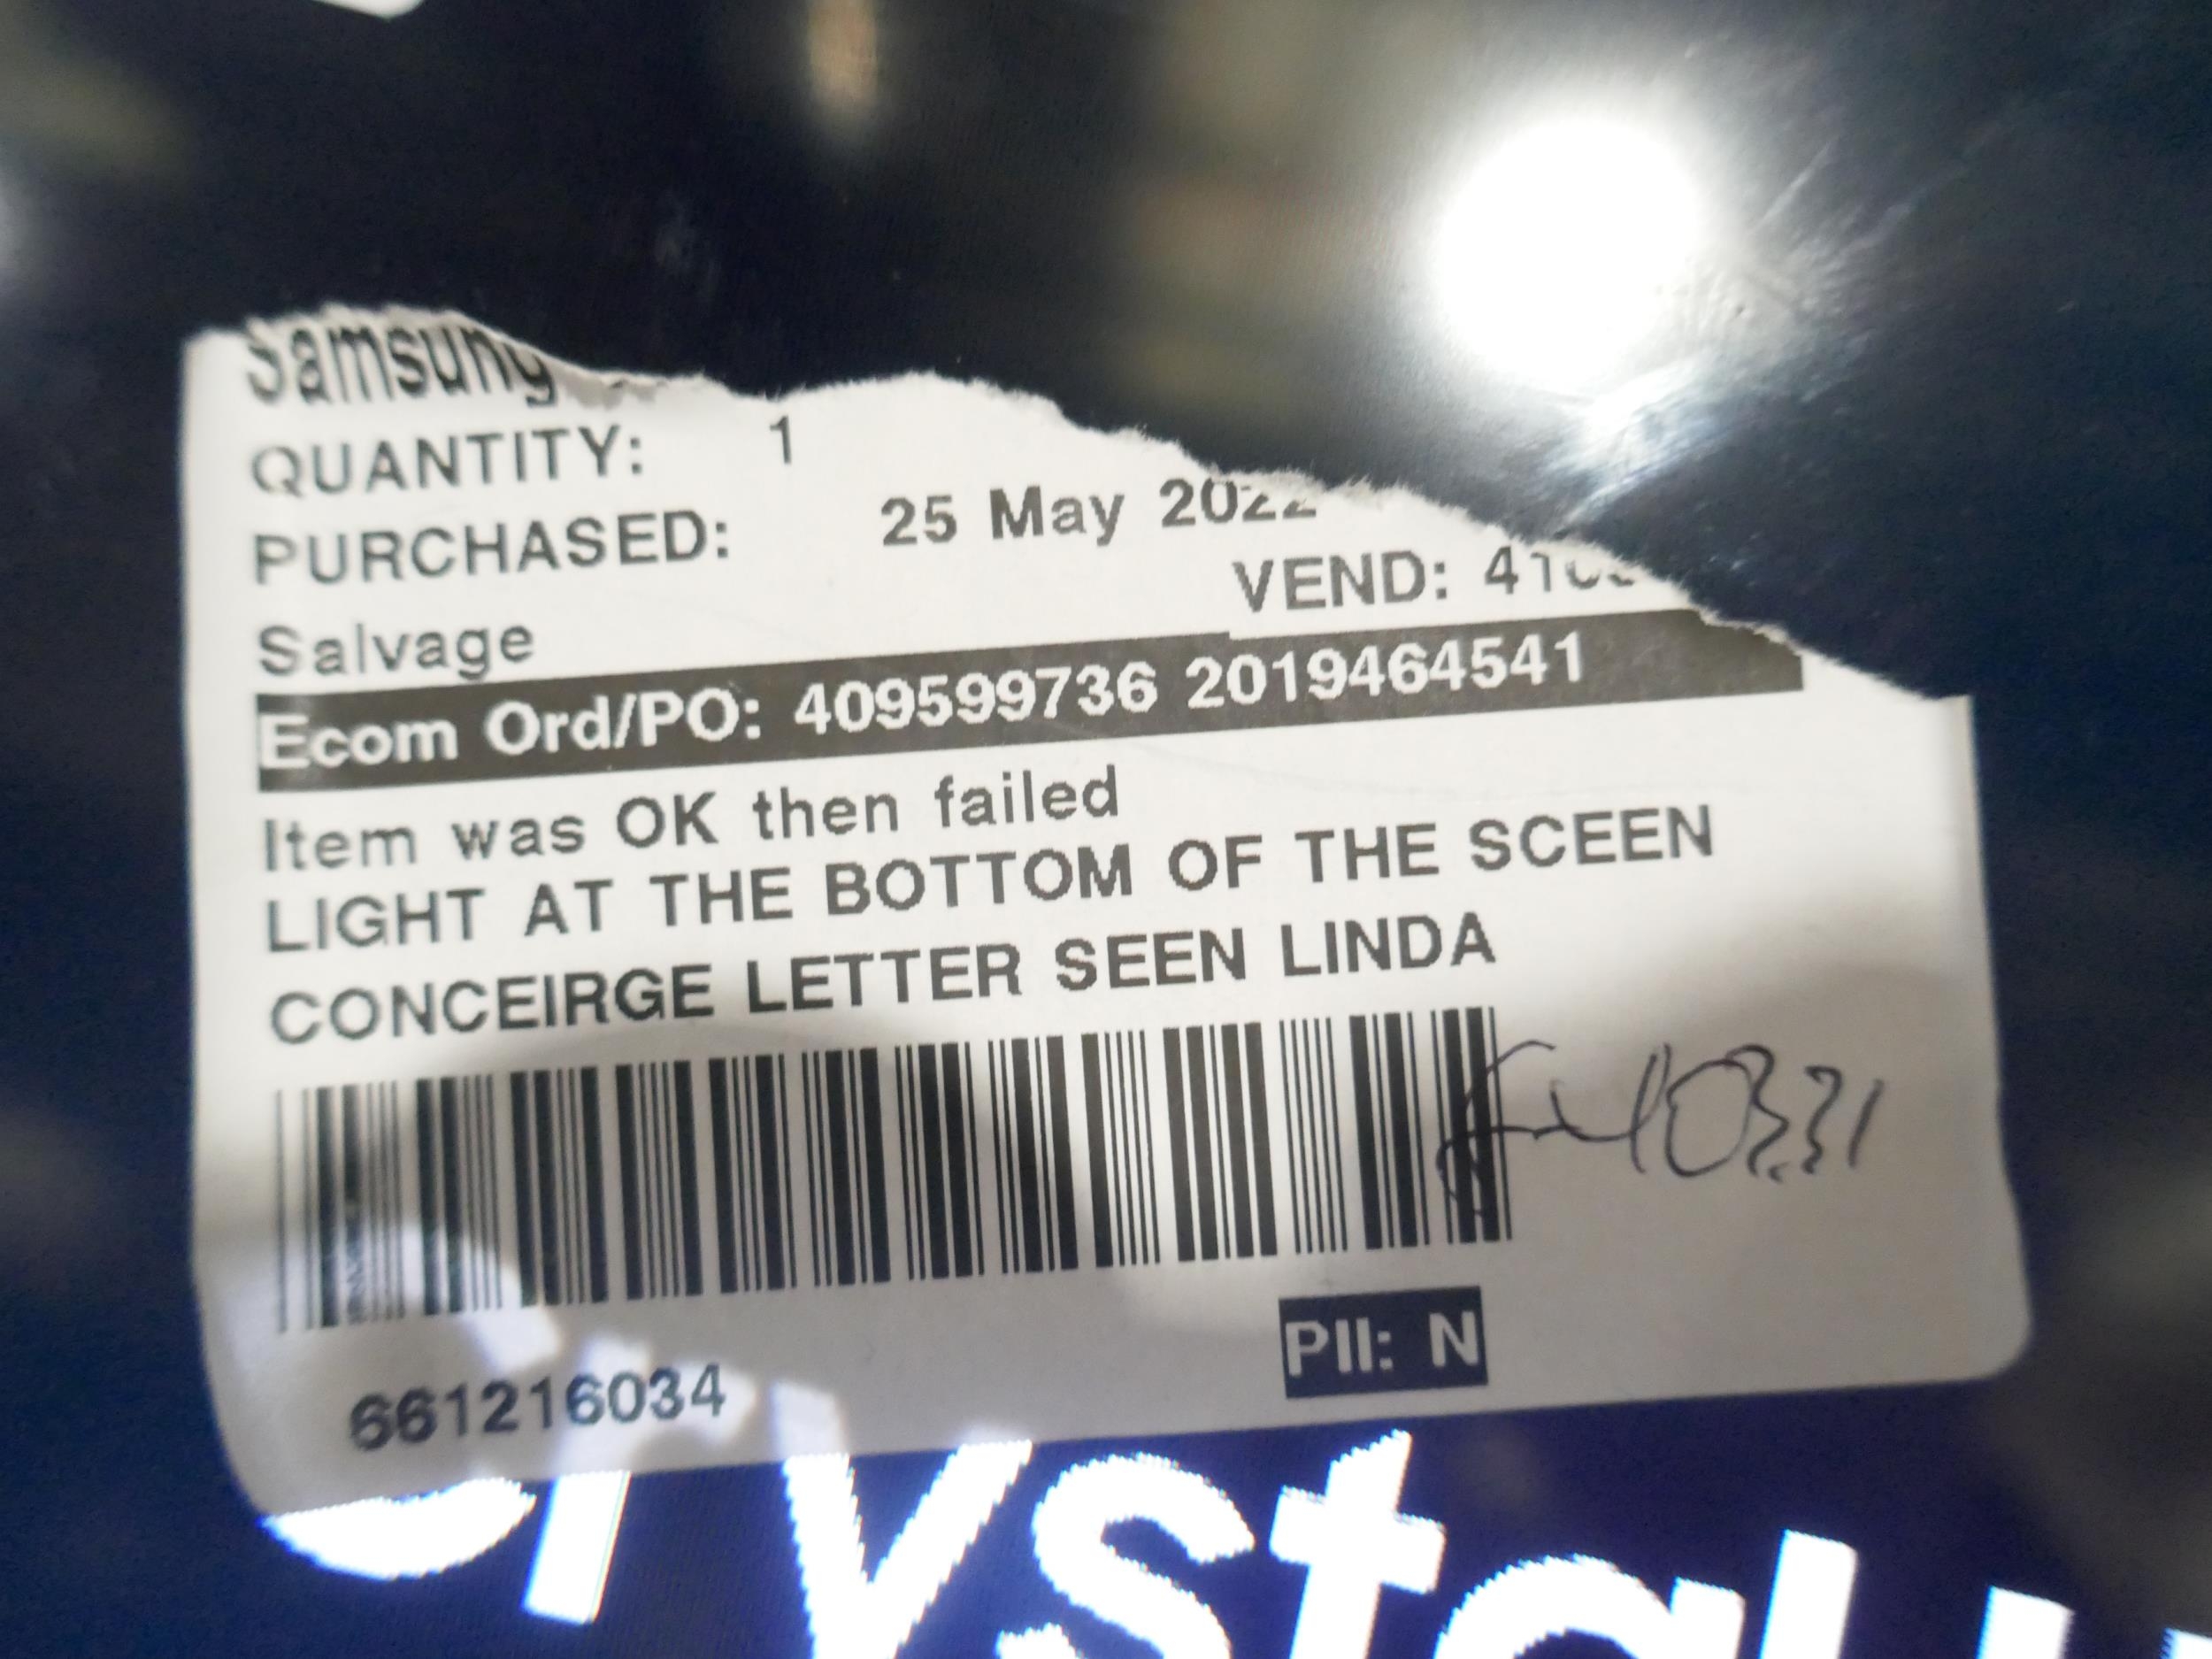 Samsung
QUANTITY: 1
PURCHASED: 25 May 2022
VEND:
Salvage
Ecom Ord/PO: 409599736 2019464541
Item was OK then failed
LIGHT AT THE BOTTOM OF THE SCEEN
CONCEIRGE LETTER SEEN LINDA
661216034
PII: N
Crystal